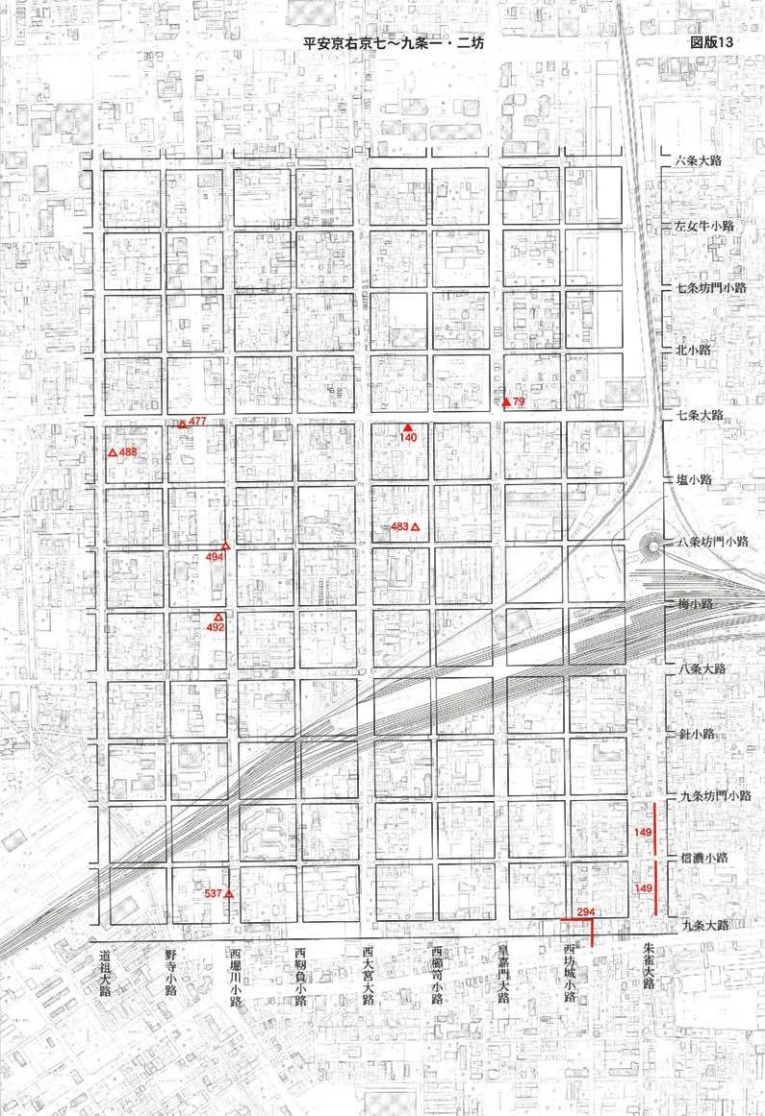 平安京右京七〜九条一・二坊
図版13
六条大路
左女牛小路
七条坊門小路
北小路
79
七条大路
477
140
488
塩小路
483
八条坊門小路
494
梅小路
492
八条大路
針小路
九条坊門小路
149
信濃小路
149
537
294
九条大路
道祖大路
野寺小路
西堀川小路
西靱負小路
西大宮大路
西櫛笥小路
皇嘉門大路
西坊城小路
朱雀大路